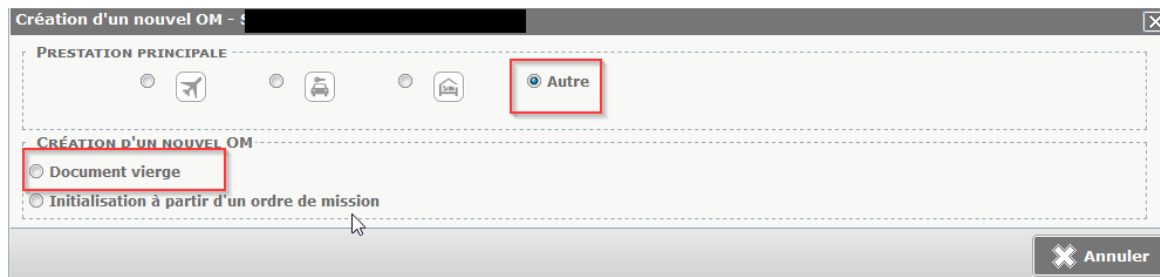 Création d'un nouvel OM -
PRESTATION PRINCIPALE
Autre
CRÉATION D'UN NOUVEL OM
Document vierge
Initialisation à partir d'un ordre de mission
Annuler